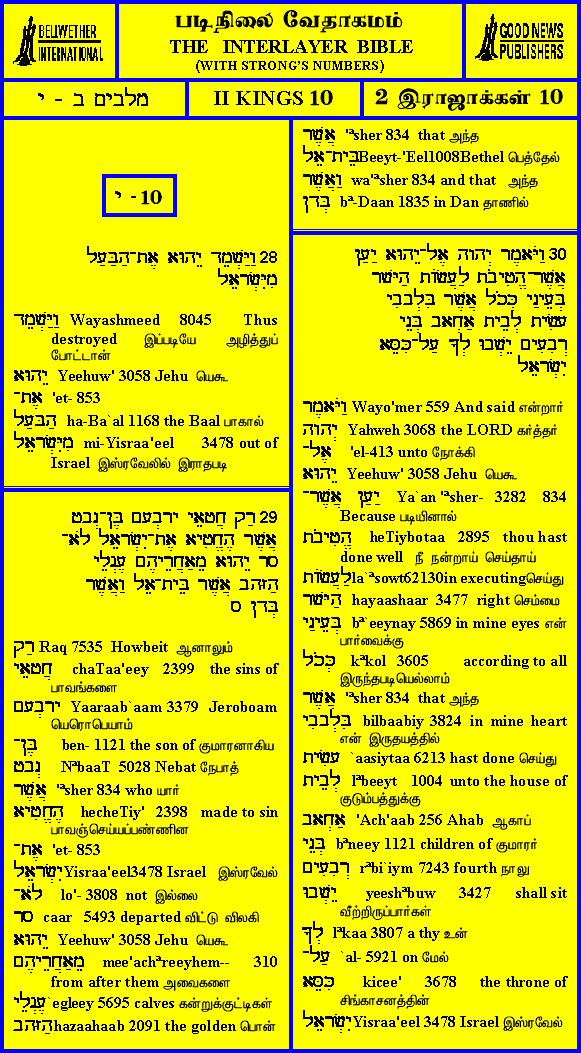 BELLWETHER
INTERNATIONAL
படிநிலை வேதாகமம்
THE INTERLAYER BIBLE
(WITH STRONG'S NUMBERS)
GOOD NEWS
PUBLISHERS
מלכים ב - י
II KINGS 10
2 இராஜாக்கள் 10
10 - י
28 וַיַּשְׁמֵד יֵהוּא אֶת־הַבַּעַל
מִיִּשְׂרָאֵל
וַיַּשְׁמֵד Wayashmeed 8045 Thus
destroyed இப்படியே அழித்துப்
போட்டான்
יֵהוּא Yeehuw' 3058 Jehu யெகூ
אֶת־ 'et- 853
הַבַּעַל ha-Ba`al 1168 the Baal பாகால்
מִיִּשְׂרָאֵל mi-Yisraa'eel 3478 out of
Israel இஸ்ரவேலில் இராதபடி
29 רַק חֲטָאֵי יָרָבְעָם בֶּן־נְבָט
אֲשֶׁר הֶחֱטִיא אֶת־יִשְׂרָאֵל לֹא־
סָר יֵהוּא מֵאַחֲרֵיהֶם עֶגְלֵי
הַזָּהָב אֲשֶׁר בֵּית־אֵל וַאֲשֶׁר
בְּדָן ס
רַק Raq 7535 Howbeit ஆனாலும்
חֲטָאֵי chaTaa'eey 2399 the sins of
பாவங்களை
יָרָבְעָם Yaaraab`aam 3379 Jeroboam
யெரொபெயாம்
בֶּן־ ben- 1121 the son of குமாரனாகிய
נְבָט NªbaaT 5028 Nebat நேபாத்
אֲשֶׁר 'ªsher 834 who யார்
הֶחֱטִיא hecheTiy' 2398 made to sin
பாவஞ்செய்யப்பண்ணின
אֶת־ 'et- 853
יִשְׂרָאֵל Yisraa'eel3478 Israel இஸ்ரவேல்
לֹא־ lo'- 3808 not இல்லை
סָר caar 5493 departed விட்டு விலகி
יֵהוּא Yeehuw' 3058 Jehu யெகூ
מֵאַחֲרֵיהֶם mee'achªreeyhem-- 310
from after them அவைகளை
עֶגְלֵי `egleey 5695 calves கன்றுக்குட்டிகள்
הַזָּהָב hazaahaab 2091 the golden பொன்
אֲשֶׁר 'ªsher 834 that அந்த
בֵּית־אֵל Beeyt-'Eel1008Bethel பெத்தேல்
וַאֲשֶׁר wa'ªsher 834 and that அந்த
בְּדָן bª-Daan 1835 in Dan தாணில்
30 וַיֹּאמֶר יְהוָה אֶל־יֵהוּא יַעַן
אֲשֶׁר־הֱטִיבֹתָ לַעֲשׂוֹת הַיָּשָׁר
בְּעֵינַי כְּכֹל אֲשֶׁר בִּלְבָבִי
עָשִׂיתָ לְבֵית אַחְאָב בְּנֵי
רְבִעִים יֵשְׁבוּ לְךָ עַל־כִּסֵּא
יִשְׂרָאֵל
וַיֹּאמֶר Wayo'mer 559 And said என்றார்
יְהוָה Yahweh 3068 the LORD கர்த்தர்
אֶל־ 'el-413 unto நோக்கி
יֵהוּא Yeehuw' 3058 Jehu யெகூ
יַעַן אֲשֶׁר־ Ya`an 'ªsher- 3282 834
Because படியினால்
הֱטִיבֹתָ heTiybotaa 2895 thou hast
done well நீ நன்றாய் செய்தாய்
לַעֲשׂוֹת la`ªsowt62130in executingசெய்து
הַיָּשָׁר hayaashaar 3477 right செம்மை
בְּעֵינַי bª`eeynay 5869 in mine eyes என்
பார்வைக்கு
כְּכֹל kªkol 3605 according to all
இருந்தபடியெல்லாம்
אֲשֶׁר 'ªsher 834 that அந்த
בִּלְבָבִי bilbaabiy 3824 in mine heart
என் இருதயத்தில்
עָשִׂיתָ `aasiytaa 6213 hast done செய்து
לְבֵית lªbeeyt 1004 unto the house of
குடும்பத்துக்கு
אַחְאָב 'Ach'aab 256 Ahab ஆகாப்
בְּנֵי bªneey 1121 children of குமாரர்
רְבִעִים rªbi`iym 7243 fourth நாலு
יֵשְׁבוּ yeeshªbuw 3427 shall sit
வீற்றிருப்பார்கள்
לְךָ lªkaa 3807 a thy உன்
עַל־ `al- 5921 on மேல்
כִּסֵּא kicee' 3678 the throne of
சிங்காசனத்தின்
יִשְׂרָאֵל Yisraa'eel 3478 Israel இஸ்ரவேல்